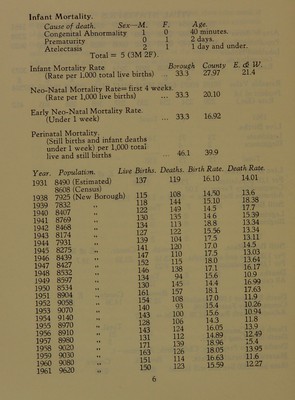 Infant Mortality.
Cause of death. Sex—M. F. Age.
Congenital Abnormality 1 0 40 minutes.
Prematurity 0 1 2 days.
Atelectasis 2 1 1 day and under.
Total = 5 (3M 2F).
Borough County E. & W.
Infant Mortality Rate
(Rate per 1,000 total live births) ... 33.3 27.97 21.4
Neo-Natal Mortality Rate=first 4 weeks
(Rate per 1,000 live births) ... 33.3 20.10
Early Neo-Natal Mortality Rate.
(Under 1 week) ... 33.3 16.92
Perinatal Mortality
(Still births and infant deaths
under 1 week) per 1,000 total
live and still births ... 46.1 39.9
Year. Population. Live Births. Deaths. Birth Rate. Death Rate.
1931 8490 (Estimated) 137 119 16.10 14.01
8608 (Census)
1938 7925 (New Borough) 115 108 14.50 13.6
1939 7832 " 118 144 15.10 18.38
1940 8407 " 122 149 14.5 17.7
1941 8769 " 130 135 14.6 15.39
1942 8468 " 134 113 18.8 13.34
1943 8174 " 127 122 15.56 13.34
1944 7931 " 139 104 17.5 13.11
1945 8275 " 141 120 17.0 14.5
1946 8439 " 147 110 17.5 13.03
1947 8427 " 152 115 18.0 13.64
1948 8532 " 146 138 17.1 16.17
1949 8597 " 134 94 15.6 10.9
1950 8534 " 130 145 14.4 16.99
1951 8904 " 161 157 18.1 17.63
1952 9058 " 154 108 17.0 11.9
1953 9070 " 140 93 15.4 10.26
1954 9140 " 143 100 15.6 10.94
1955 8970 " 128 106 14.3 11.8
1956 8910 " 143 124 16.05 13.9
1957 8980 " 131 112 14.89 12.49
1958 9020 " 171 139 18.96 15.4
1959 9030 " 163 126 18.05 13.95
1960 9080 " 151 114 16.63 11.6
1961 9620 " 150 123 15.59 12.27
6